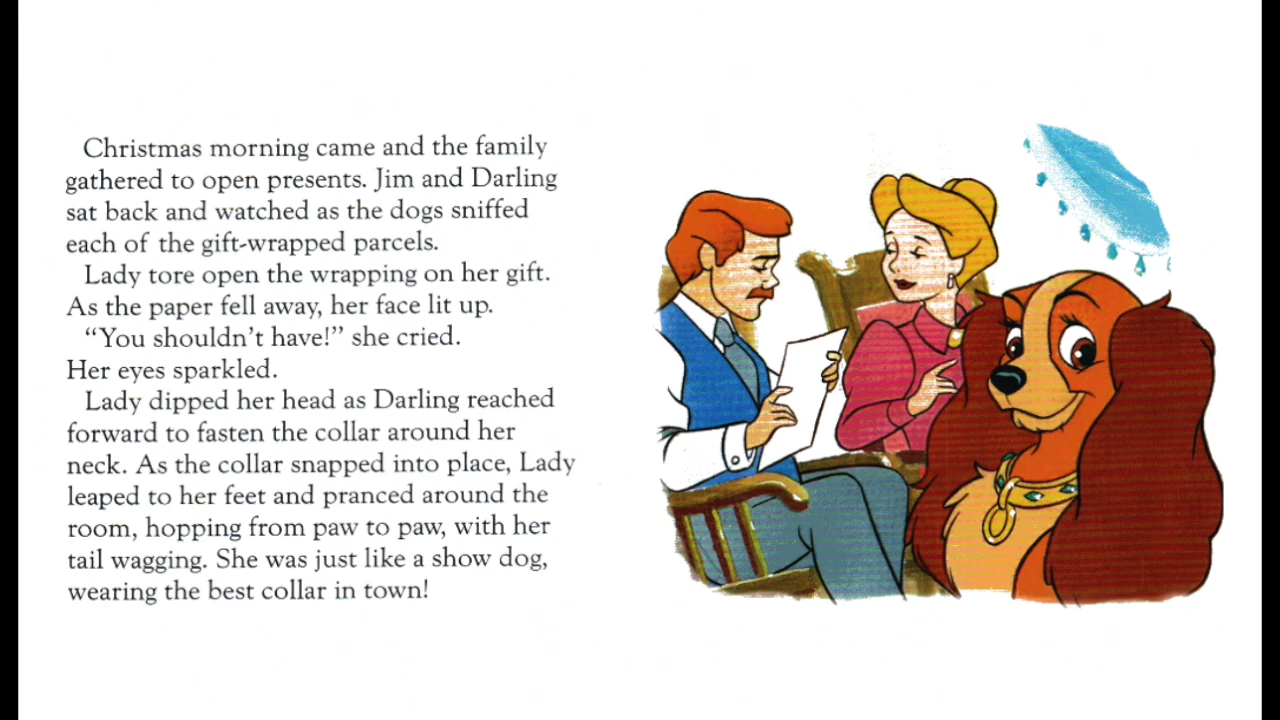 Christmas morning came and the family
gathered to open presents. Jim and Darling
sat back and watched as the dogs sniffed
each of the gift-wrapped parcels.
Lady tore open the wrapping on her gift.
As the paper fell away, her face lit up.
“You shouldn’t have!” she cried.
Her eyes sparkled.
Lady dipped her head as Darling reached
forward to fasten the collar around her
neck. As the collar snapped into place, Lady
leaped to her feet and pranced around the
room, hopping from paw to paw, with her
tail wagging. She was just like a show dog,
wearing the best collar in town!